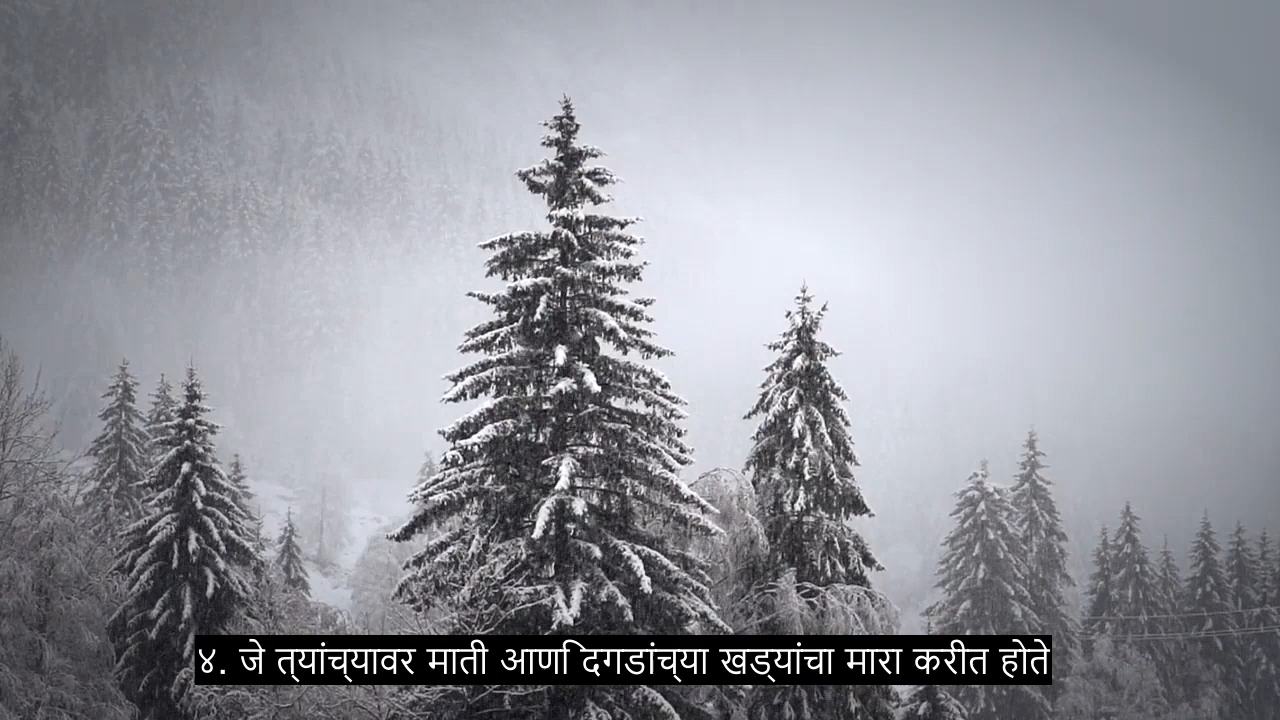 ४. जे त्यांच्यावर माती आणि दगडांच्या खड्यांचा मारा करीत होते